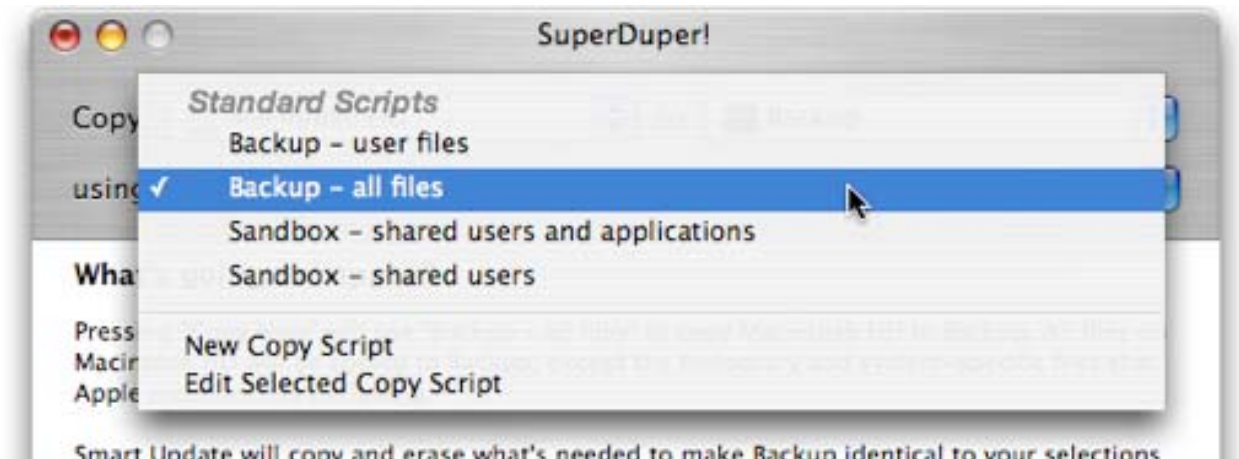 SuperDuper!
Copy
Standard Scripts
Backup – user files
using ✓ Backup – all files
Sandbox – shared users and applications
Sandbox – shared users
What
Press
Macin
Apple
New Copy Script
Edit Selected Copy Script
Smart Update will copy and erase what's needed to make Backup identical to your selections